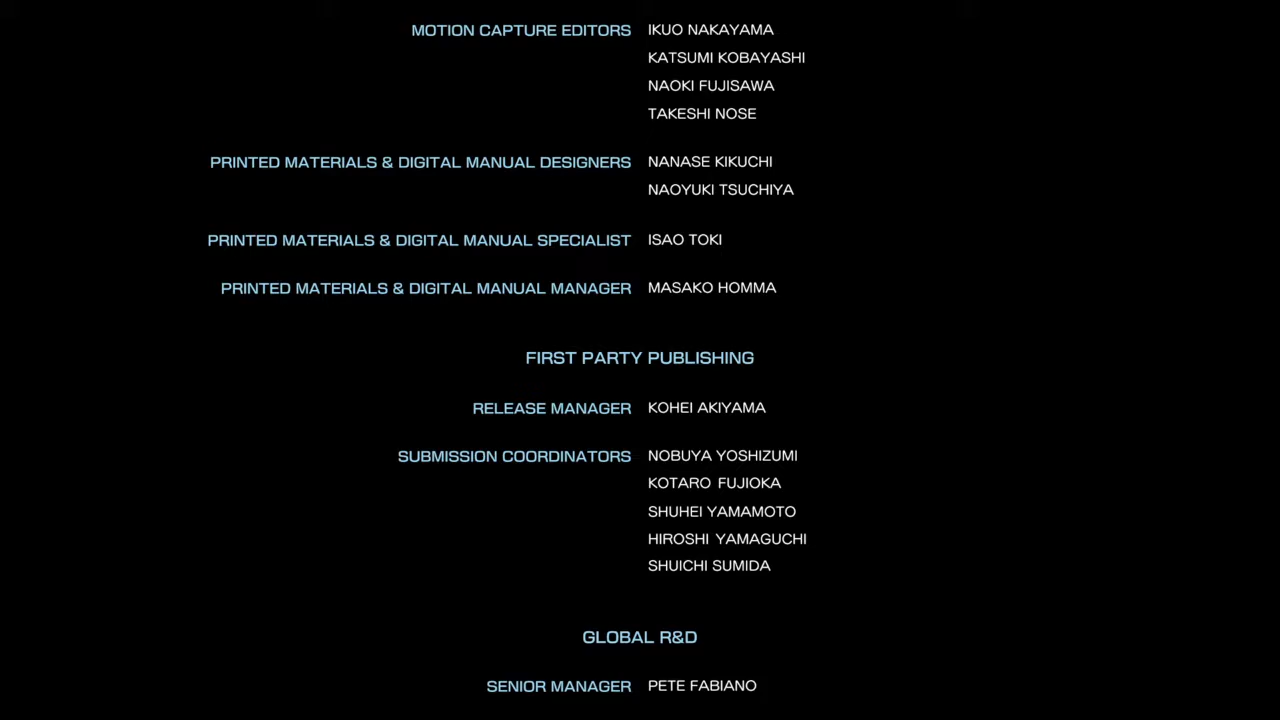 MOTION CAPTURE EDITORS IKUO NAKAYAMA
KATSUMI KOBAYASHI
NAOKI FUJISAWA
TAKESHI NOSE
PRINTED MATERIALS & DIGITAL MANUAL DESIGNERS NANASE KIKUCHI
NAOYUKI TSUCHIYA
PRINTED MATERIALS & DIGITAL MANUAL SPECIALIST ISAO TOKI
PRINTED MATERIALS & DIGITAL MANUAL MANAGER MASAKO HOMMA
FIRST PARTY PUBLISHING
RELEASE MANAGER KOHEI AKIYAMA
SUBMISSION COORDINATORS NOBUYA YOSHIZUMI
KOTARO FUJIOKA
SHUHEI YAMAMOTO
HIROSHI YAMAGUCHI
SHUICHI SUMIDA
GLOBAL R&D
SENIOR MANAGER PETE FABIANO